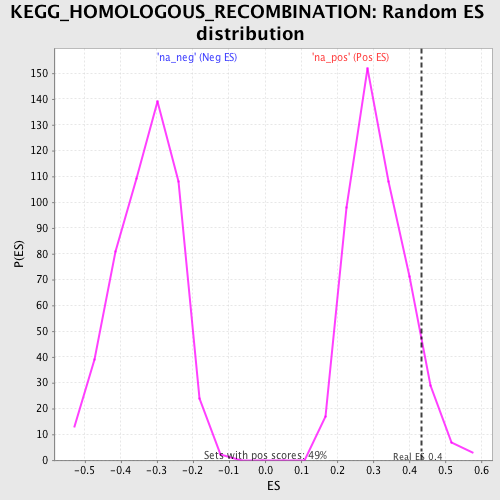 KEGG_HOMOLOGOUS_RECOMBINATION: Random ES
distribution
'na_neg' (Neg ES)
'na_pos' (Pos ES)
150
140
130
120
110
100
90
80
70
60
50
40
30
20
10
0
P(ES)
Sets with pos scores: 49%
Real ES 0.4
-0.5 -0.4 -0.3 -0.2 -0.1 0.0 0.1 0.2 0.3 0.4 0.5 0.6
ES